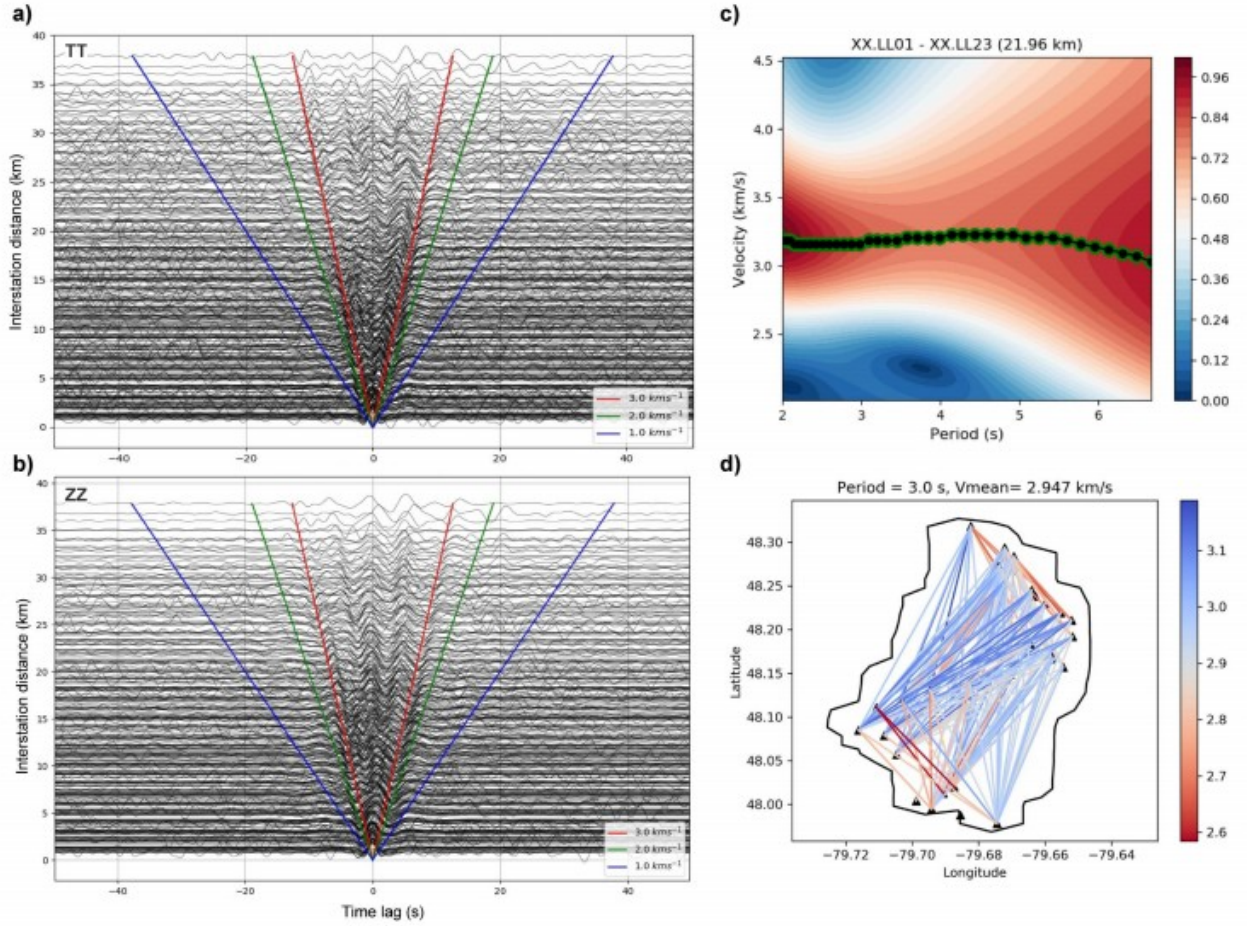 a)
TT
40
35
30
25
20
15
10
5
0
Interstation distance (km)
−40 −20 0 20 40
3.0 kms⁻¹
2.0 kms⁻¹
1.0 kms⁻¹
b)
ZZ
40
35
30
25
20
15
10
5
0
Interstation distance (km)
3.0 kms⁻¹
2.0 kms⁻¹
1.0 kms⁻¹
−40 −20 0 20 40
Time lag (s)
c)
XX.LL01 - XX.LL23 (21.96 km)
4.5
4.0
3.5
3.0
2.5
Velocity (km/s)
2 3 4 5 6
Period (s)
0.96
0.84
0.72
0.60
0.48
0.36
0.24
0.12
0.00
d)
Period = 3.0 s, Vmean= 2.947 km/s
48.30
48.25
48.20
48.15
48.10
48.05
48.00
Latitude
−79.72 −79.70 −79.68 −79.66 −79.64
Longitude
3.1
3.0
2.9
2.8
2.7
2.6